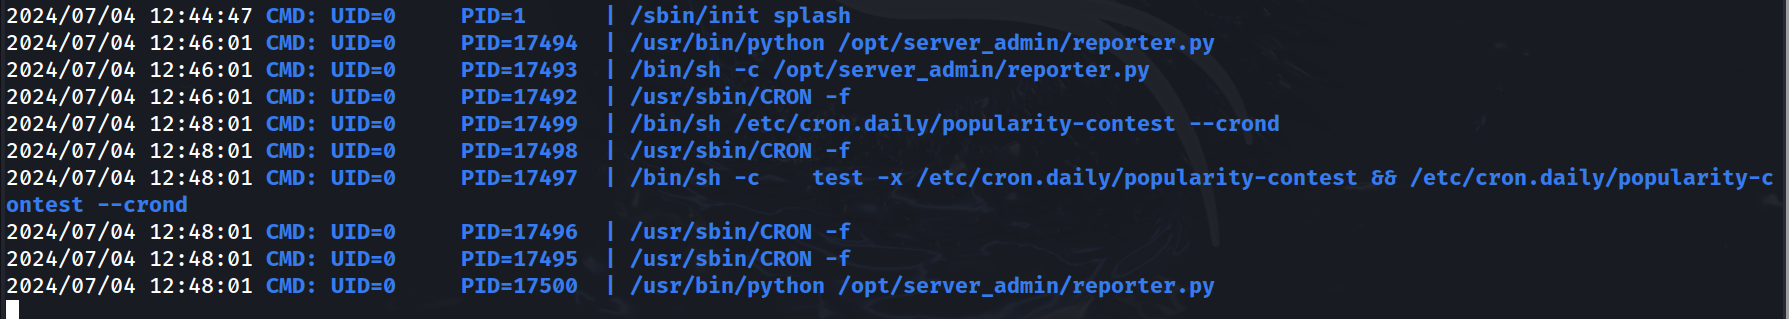 2024/07/04 12:44:47 CMD: UID=0     PID=1      | /sbin/init splash
2024/07/04 12:46:01 CMD: UID=0     PID=17494  | /usr/bin/python /opt/server_admin/reporter.py
2024/07/04 12:46:01 CMD: UID=0     PID=17493  | /bin/sh -c /opt/server_admin/reporter.py
2024/07/04 12:46:01 CMD: UID=0     PID=17492  | /usr/sbin/CRON -f
2024/07/04 12:48:01 CMD: UID=0     PID=17499  | /bin/sh /etc/cron.daily/popularity-contest --crond
2024/07/04 12:48:01 CMD: UID=0     PID=17498  | /usr/sbin/CRON -f
2024/07/04 12:48:01 CMD: UID=0     PID=17497  | /bin/sh -c    test -x /etc/cron.daily/popularity-contest && /etc/cron.daily/popularity-c
ontest --crond
2024/07/04 12:48:01 CMD: UID=0     PID=17496  | /usr/sbin/CRON -f
2024/07/04 12:48:01 CMD: UID=0     PID=17495  | /usr/sbin/CRON -f
2024/07/04 12:48:01 CMD: UID=0     PID=17500  | /usr/bin/python /opt/server_admin/reporter.py